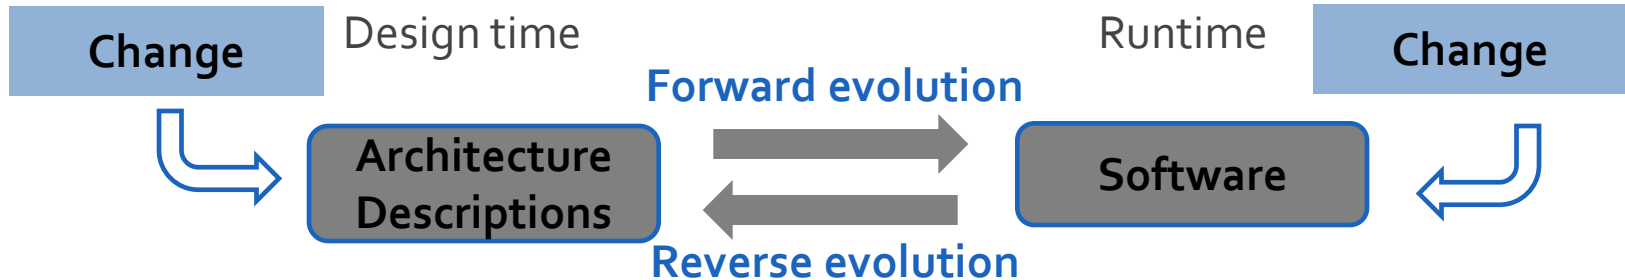 Change
Design time
Runtime
Change
Forward evolution
Architecture
Descriptions
Software
Reverse evolution